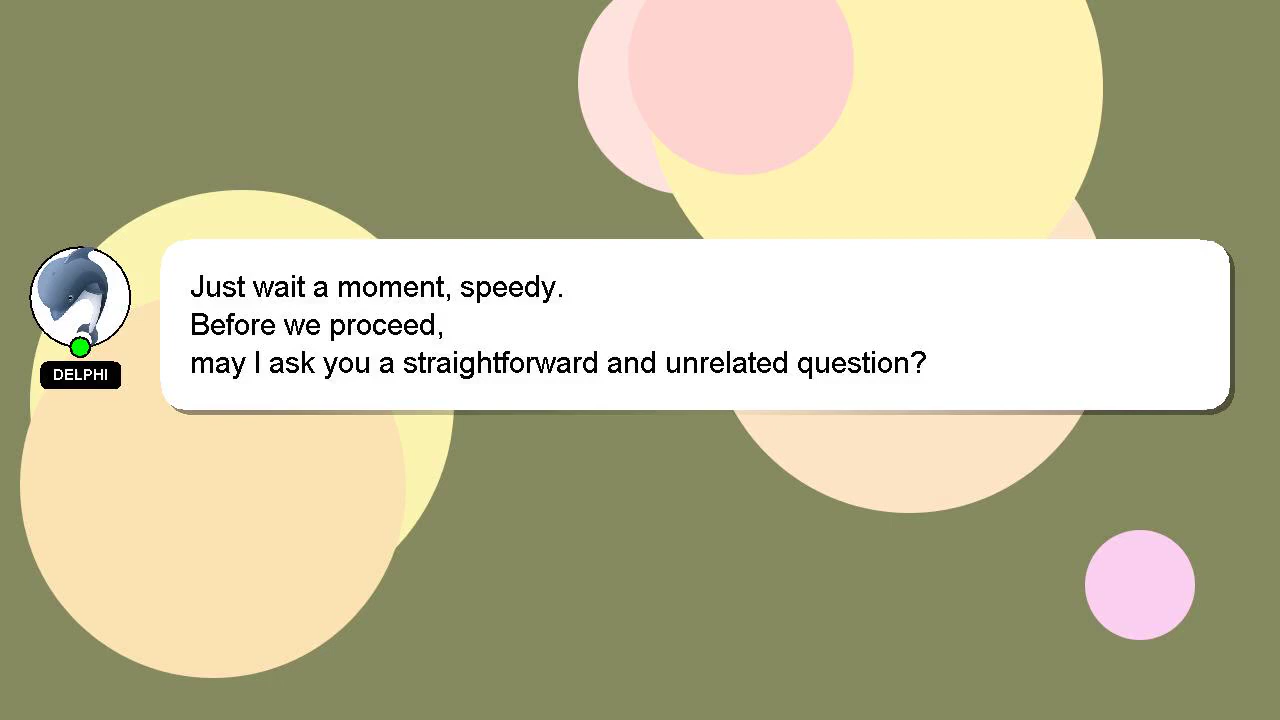 Just wait a moment, speedy.
Before we proceed,
may I ask you a straightforward and unrelated question?
DELPHI